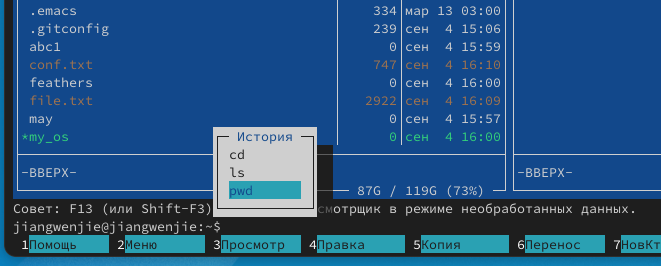 .emacs 334 мар 13 03:00
.gitconfig 239 сен 4 15:06
abc1 0 сен 4 15:59
conf.txt 747 сен 4 16:10
feathers 0 сен 4 16:00
file.txt 2922 сен 4 16:09
may 0 сен 4 15:57
*my_os 0 сен 4 16:00
История
cd
ls
pwd
-ВВЕРХ-
-ВВЕРХ-
87G / 119G (73%)
Совет: F13 (или Shift-F3) смотрщик в режиме необработанных данных.
jiangwenjie@jiangwenjie:~$
1Помощь 2Меню 3Просмотр 4Правка 5Копия 6Перенос 7НовКт